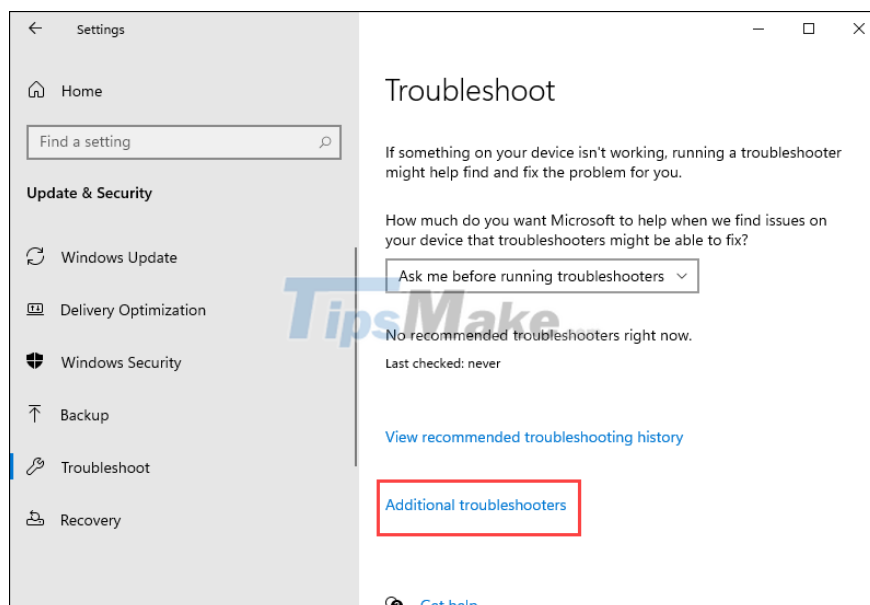 Settings
Home
Find a setting
Update & Security
Windows Update
Delivery Optimization
Windows Security
Backup
Troubleshoot
Recovery
Troubleshoot
If something on your device isn't working, running a troubleshooter
might help find and fix the problem for you.
How much do you want Microsoft to help when we find issues on
your device that troubleshooters might be able to fix?
Ask me before running troubleshooters
TipsMake
No recommended troubleshooters right now.
Last checked: never
View recommended troubleshooting history
Additional troubleshooters
Get help